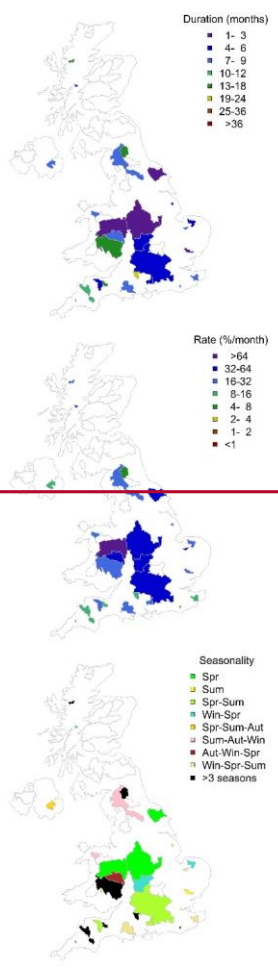 Duration (months)
1- 3
4- 6
7- 9
10-12
13-18
19-24
25-36
>36
Rate (%/month)
>64
32-64
16-32
8-16
4- 8
2- 4
1- 2
<1
Seasonality
Spr
Sum
Spr-Sum
Win-Spr
Spr-Sum-Aut
Sum-Aut-Win
Aut-Win-Spr
Win-Spr-Sum
>3 seasons